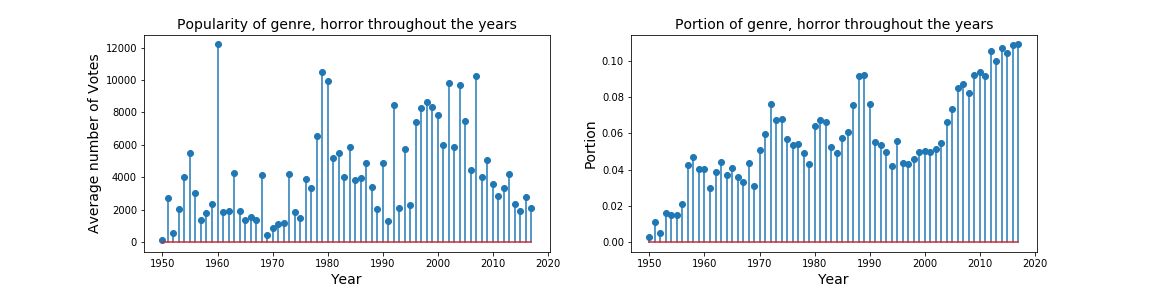 Popularity of genre, horror throughout the years
Average number of Votes
12000
10000
8000
6000
4000
2000
0
1950 1960 1970 1980 1990 2000 2010 2020
Year
Portion of genre, horror throughout the years
Portion
0.10
0.08
0.06
0.04
0.02
0.00
1950 1960 1970 1980 1990 2000 2010 2020
Year